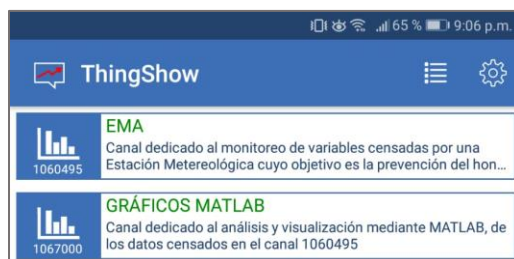 65 % 9:06 p.m.
ThingShow
EMA
Canal dedicado al monitoreo de variables censadas por una
Estación Metereológica cuyo objetivo es la prevención del hon...
1060495
GRÁFICOS MATLAB
Canal dedicado al análisis y visualización mediante MATLAB, de
los datos censados en el canal 1060495
1067000